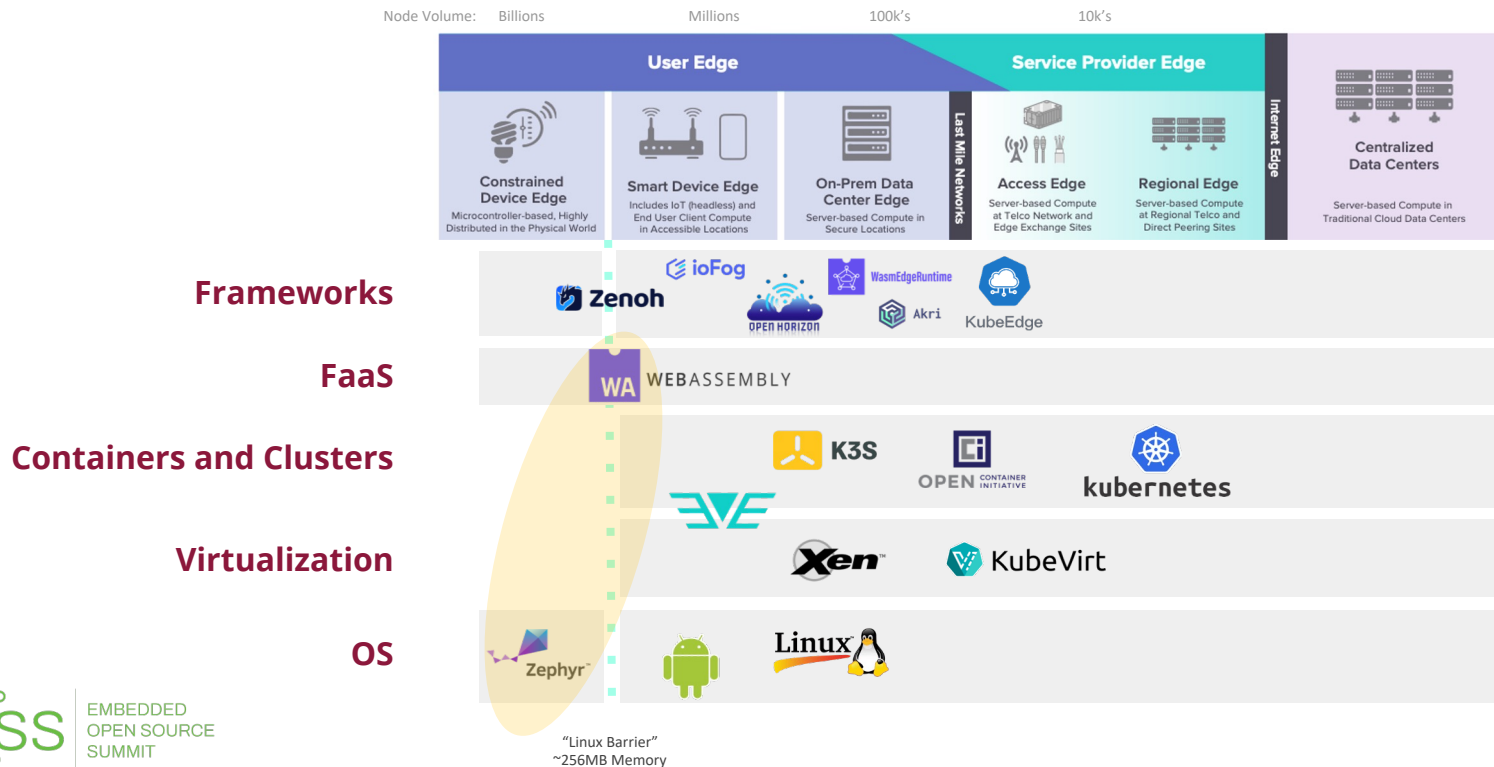 Node Volume: Billions Millions 100k's 10k's
User Edge
Service Provider Edge
Constrained
Device Edge
Microcontroller-based, Highly
Distributed in the Physical World
Smart Device Edge
Includes IoT (headless) and
End User Client Compute
in Accessible Locations
On-Prem Data
Center Edge
Server-based Compute in
Secure Locations
Last Mile Networks
Access Edge
Server-based Compute
at Telco Network and
Edge Exchange Sites
Regional Edge
Server-based Compute
at Regional Telco and
Direct Peering Sites
Internet Edge
Centralized
Data Centers
Server-based Compute in
Traditional Cloud Data Centers
Frameworks
Zenoh
ioFog
OPEN HORIZON
WasmEdgeRuntime
Akri
KubeEdge
FaaS
WA
WEBASSEMBLY
Containers and Clusters
K3S
OPEN CONTAINER
INITIATIVE
kubernetes
EVE
Virtualization
Xen™
KubeVirt
OS
Zephyr™
Linux™
SS
EMBEDDED
OPEN SOURCE
SUMMIT
“Linux Barrier”
~256MB Memory